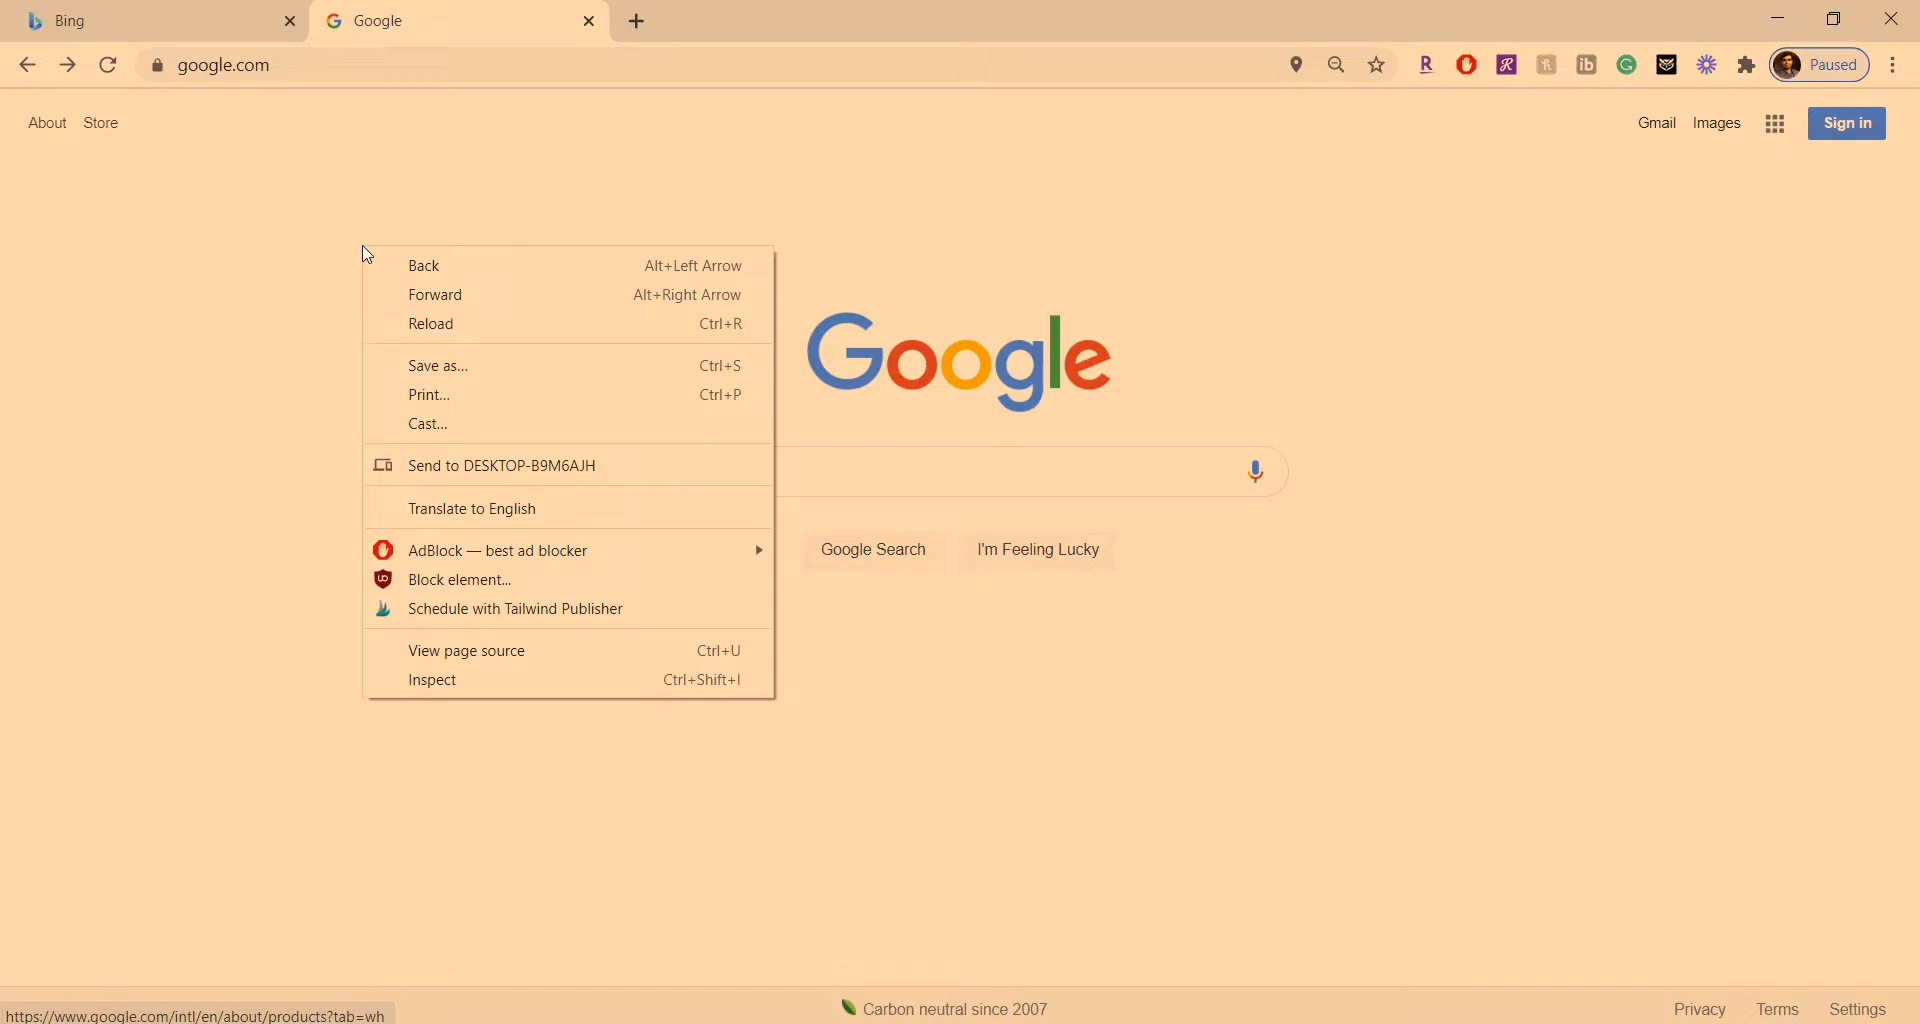 Bing
Google
google.com
Paused
About Store
Gmail Images Sign in
Back Alt+Left Arrow
Forward Alt+Right Arrow
Reload Ctrl+R
Save as... Ctrl+S
Print... Ctrl+P
Cast...
Send to DESKTOP-B9M6AJH
Translate to English
AdBlock — best ad blocker
Block element...
Schedule with Tailwind Publisher
View page source Ctrl+U
Inspect Ctrl+Shift+I
Google
Google Search I'm Feeling Lucky
https://www.google.com/intl/en/about/products?tab=wh
Carbon neutral since 2007
Privacy Terms Settings